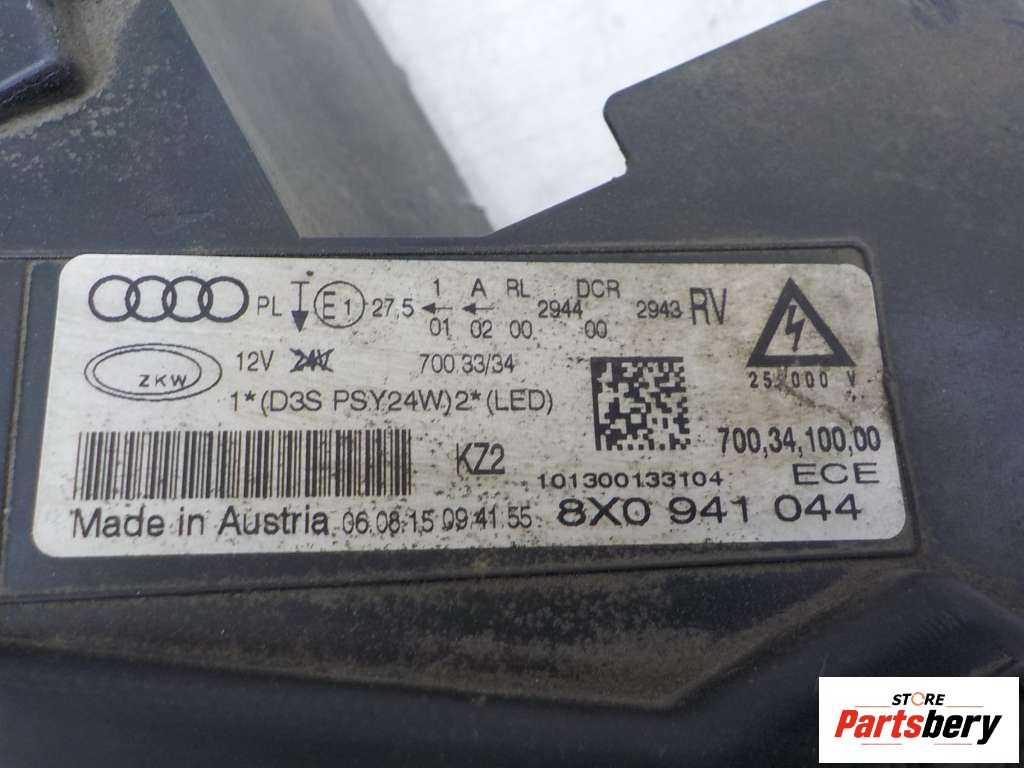 PL E1 27,5 1 A RL DCR RV
01 02 00 2944 00 2943
ZKW 12V 24V 700.33/34
25.000 V
1*(D3S PSY24W)2*(LED)
700,34,100,00
KZ2 101300133104 ECE
Made in Austria 06.08.15 09:41:55 8X0 941 044
STORE
Partsbery